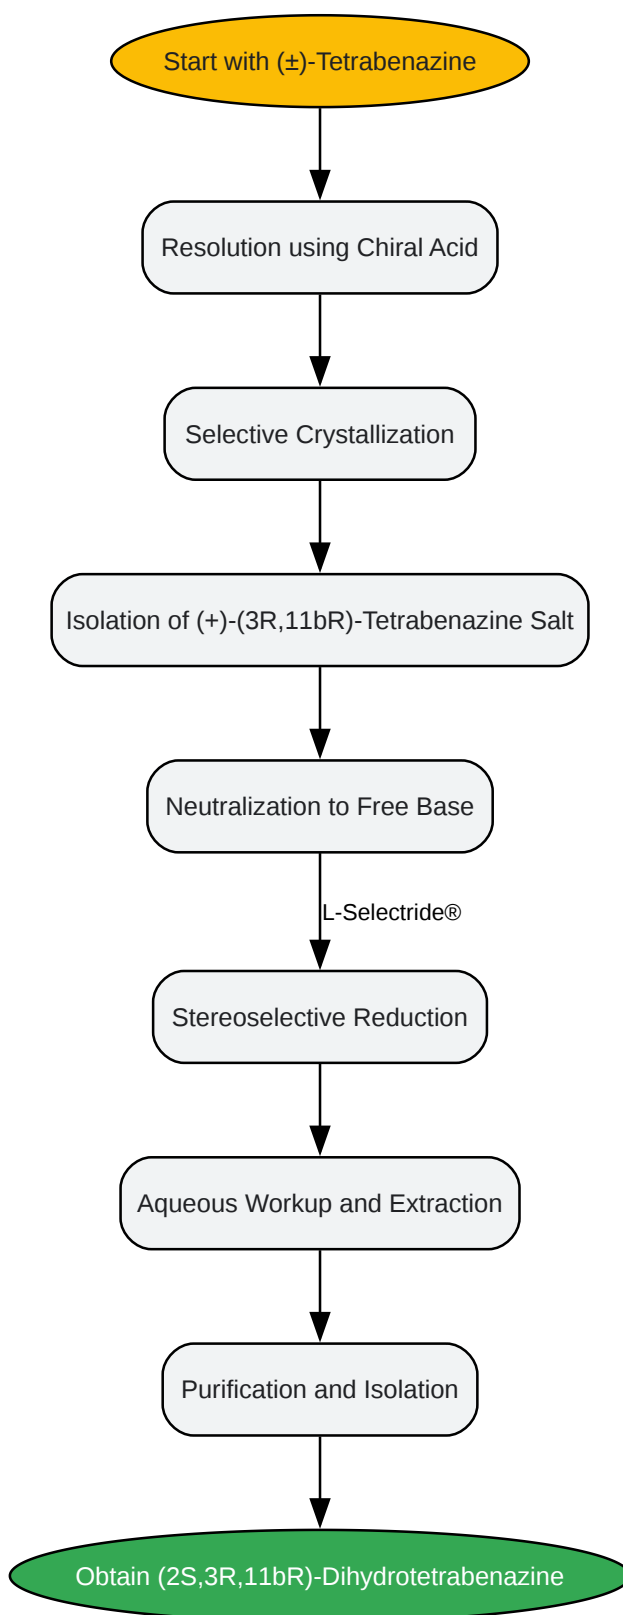 Start with (±)-Tetrabenazine
Resolution using Chiral Acid
Selective Crystallization
Isolation of (+)-(3R,11bR)-Tetrabenazine Salt
Neutralization to Free Base
L-Selectride®
Stereoselective Reduction
Aqueous Workup and Extraction
Purification and Isolation
Obtain (2S,3R,11bR)-Dihydrotetrabenazine